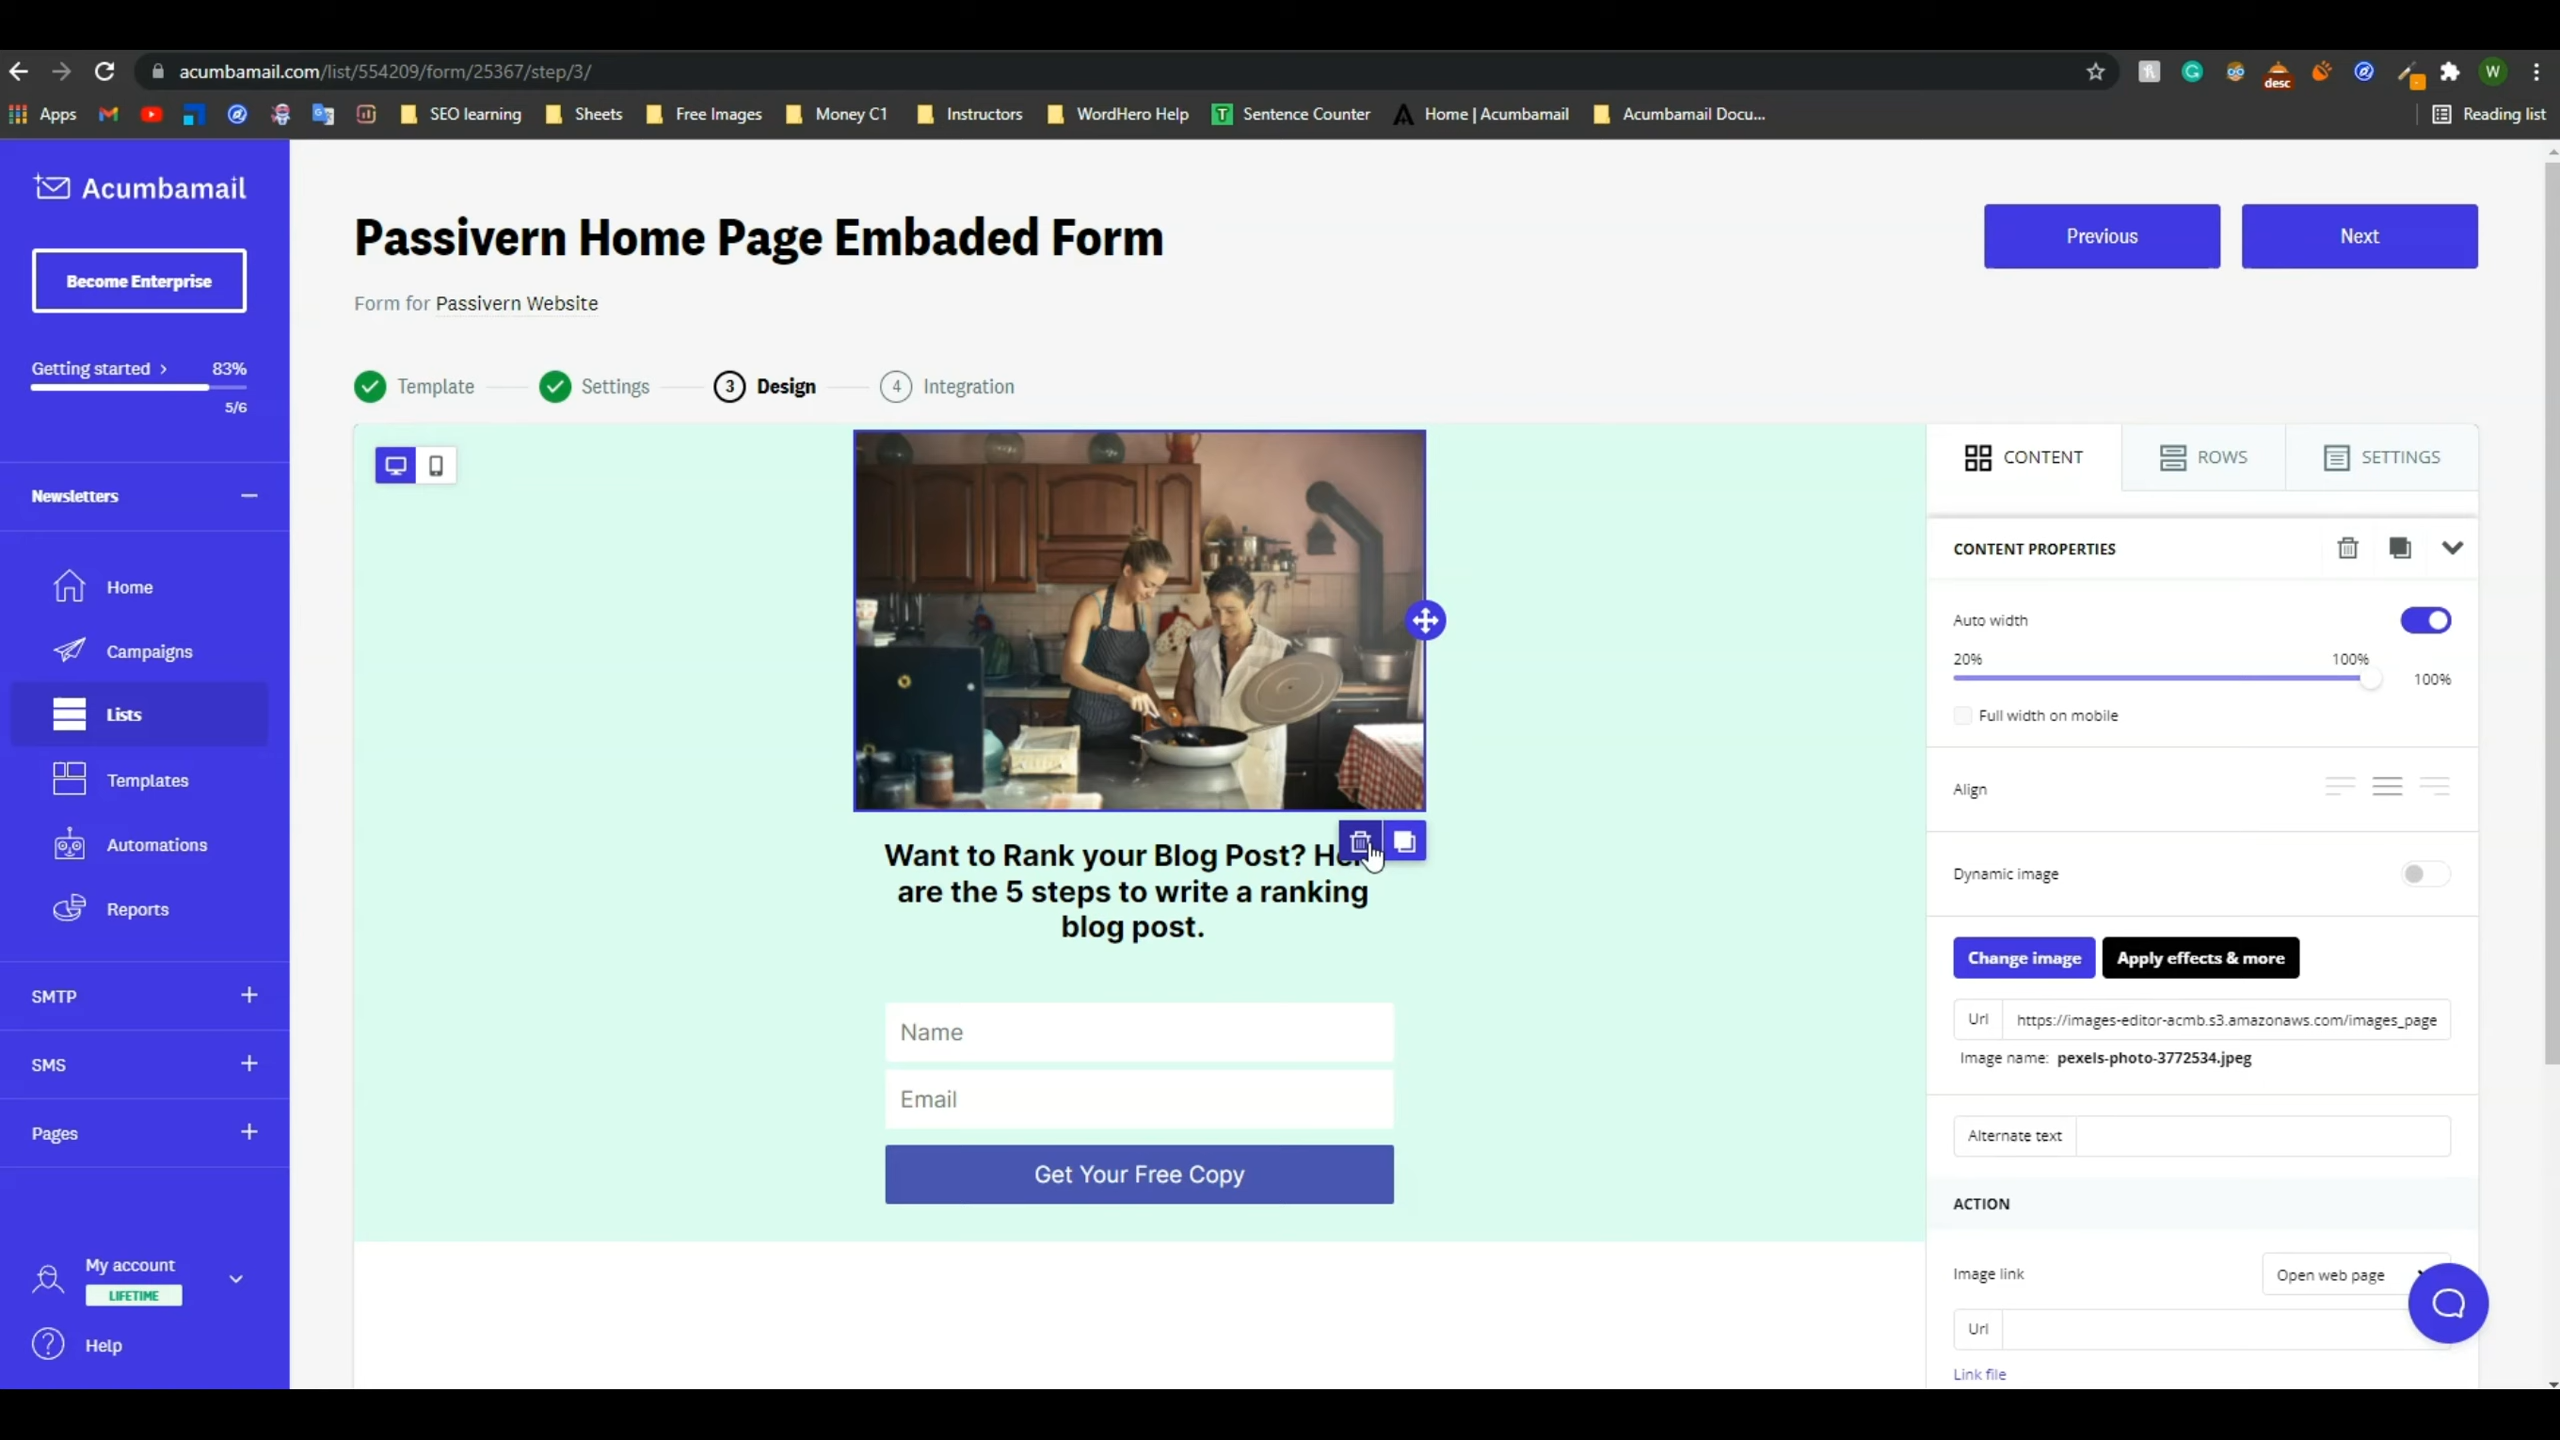 acumbamail.com/list/554209/form/25367/step/3/
desc
W
Apps
SEO learning
Sheets
Free Images
Money C1
Instructors
WordHero Help
T
Sentence Counter
Home | Acumbamail
Acumbamail Docu...
Reading list
Acumbamail
Become Enterprise
Getting started > 83%
5/6
Newsletters
Home
Campaigns
Lists
Templates
Automations
Reports
SMTP
SMS
Pages
My account
LIFETIME
Help
Passivern Home Page Embaded Form
Form for Passivern Website
Previous
Next
Template
Settings
3 Design
4 Integration
Want to Rank your Blog Post?
are the 5 steps to write a ranking
blog post.
Name
Email
Get Your Free Copy
CONTENT
ROWS
SETTINGS
CONTENT PROPERTIES
Auto width
20% 100%
100%
Full width on mobile
Align
Dynamic image
Change image
Apply effects & more
Url https://images-editor-acmb.s3.amazonaws.com/images_page
Image name: pexels-photo-3772534.jpeg
Alternate text
ACTION
Image link
Open web page
Url
Link file